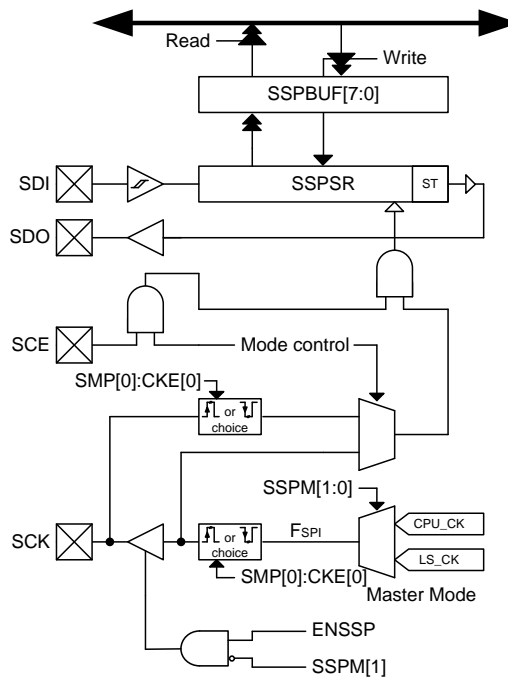 Read
Write
SSPBUF[7:0]
SDI
SSPSR
ST
SDO
SCE
Mode control
SMP[0]:CKE[0]
or
choice
SSPM[1:0]
SCK
or
choice
FSPI
CPU_CK
LS_CK
SMP[0]:CKE[0]
Master Mode
ENSSP
SSPM[1]